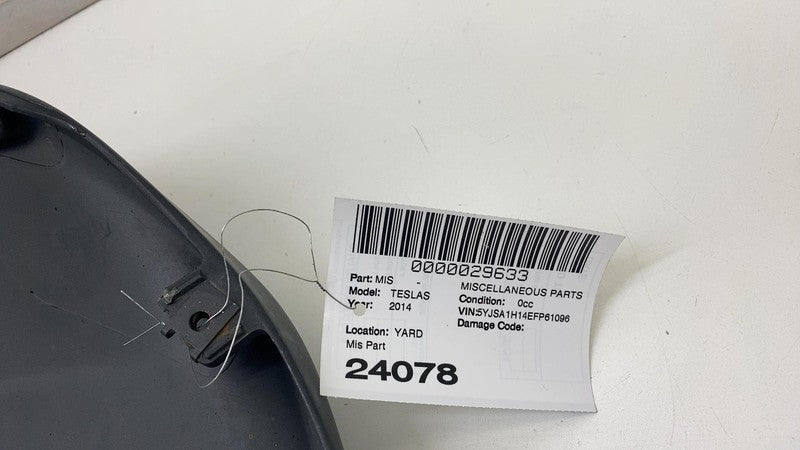 0000029633
Part: MIS - MISCELLANEOUS PARTS
Model: TESLAS Condition: 0cc
Year: 2014 VIN:5YJSA1H14EFP61096
Damage Code:
Location: YARD
Mis Part
24078